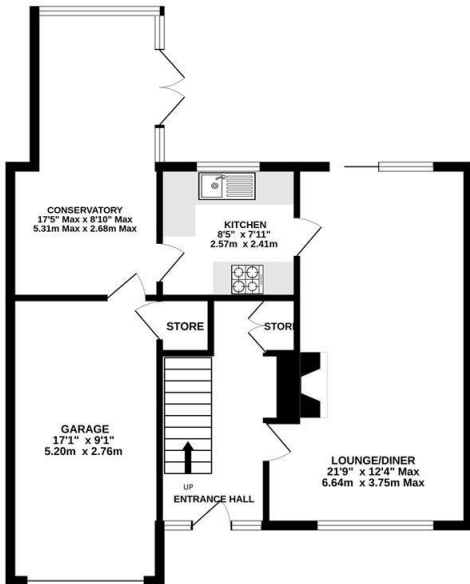 CONSERVATORY
17'5" Max x 8'10" Max
5.31m Max x 2.68m Max
KITCHEN
8'5" x 7'11"
2.57m x 2.41m
STORE
STORE
GARAGE
17'1" x 9'1"
5.20m x 2.76m
LOUNGE/DINER
21'9" x 12'4" Max
6.64m x 3.75m Max
UP
ENTRANCE HALL